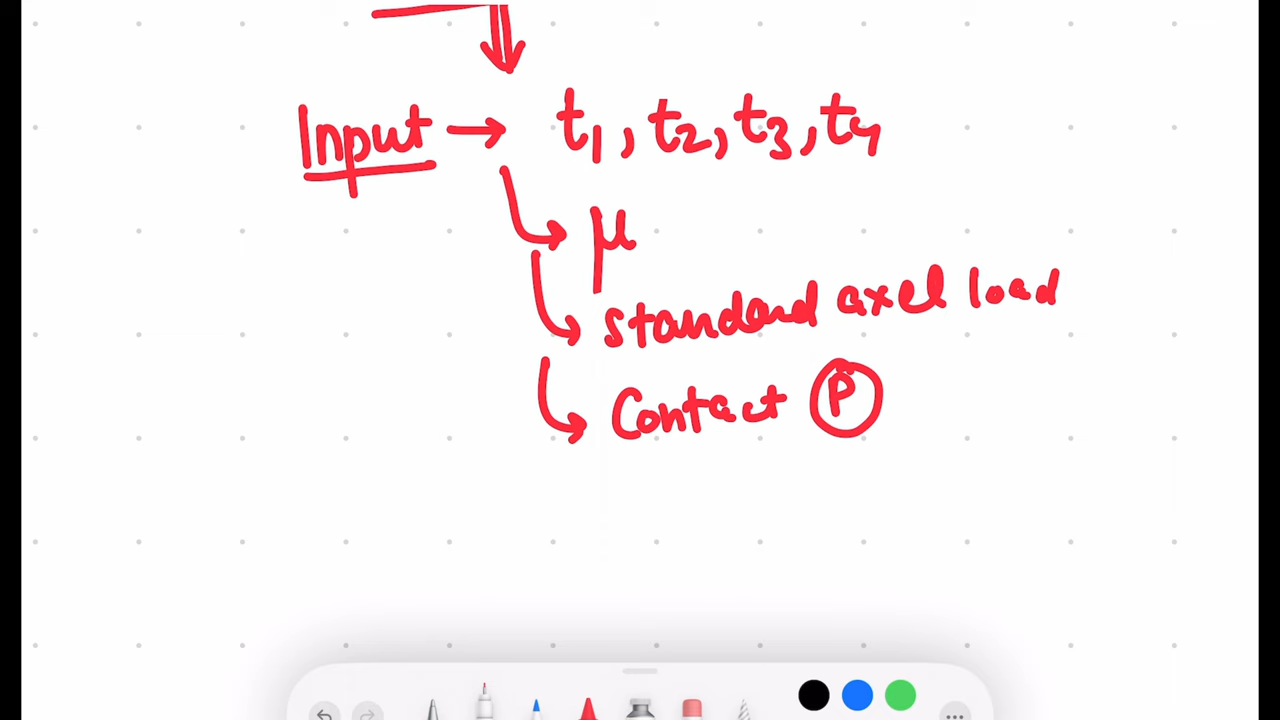 Input → t1, t2, t3, t4
→ μ
→ standard axel load
→ Contact P